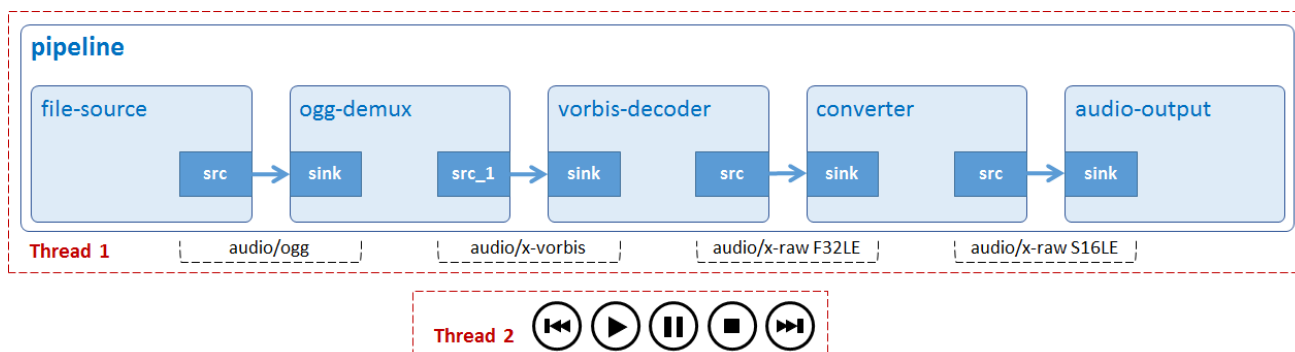 pipeline
file-source ogg-demux vorbis-decoder converter audio-output
src sink src_1 sink src sink src sink
Thread 1 audio/ogg audio/x-vorbis audio/x-raw F32LE audio/x-raw S16LE
Thread 2